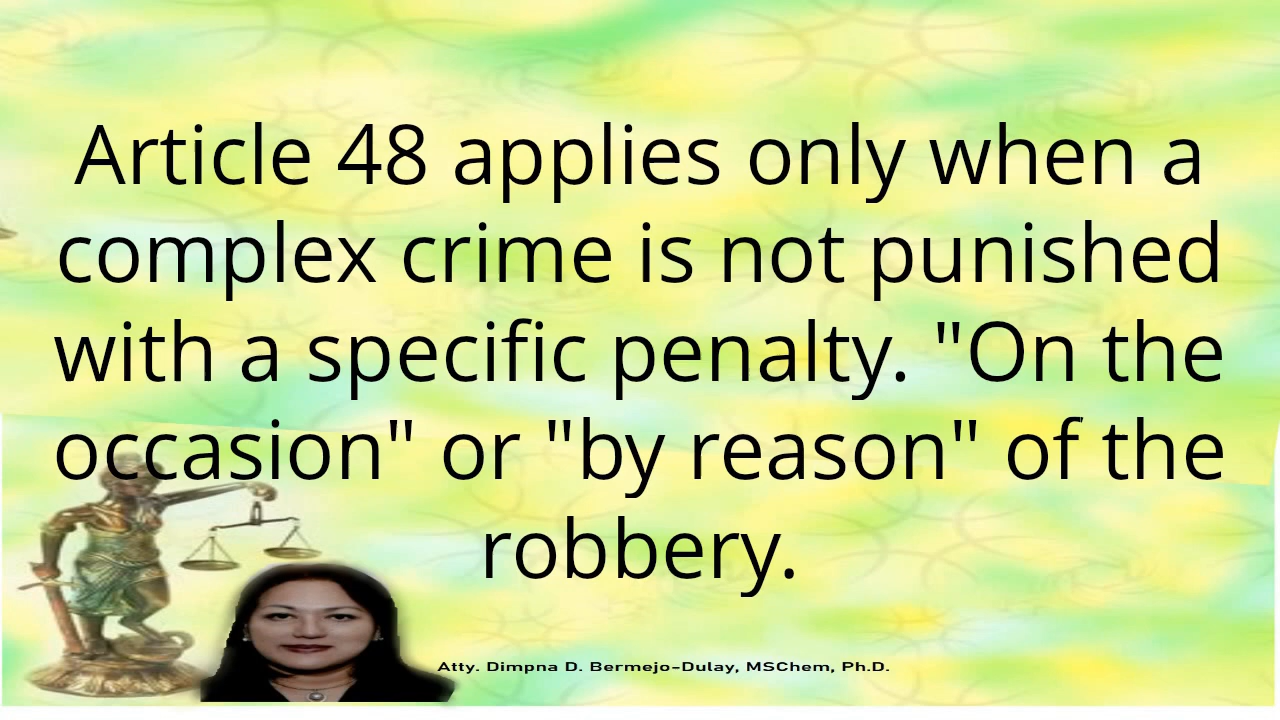 Article 48 applies only when a
complex crime is not punished
with a specific penalty. "On the
occasion" or "by reason" of the
robbery.
Atty. Dimpna D. Bermejo-Dulay, MSChem, Ph.D.